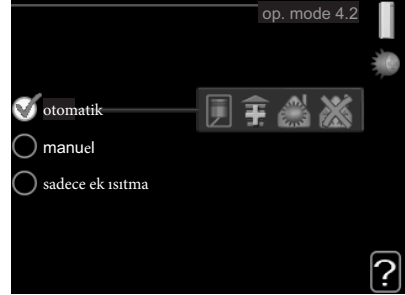 op. mode 4.2
otomatik
manuel
sadece ek ısıtma
?